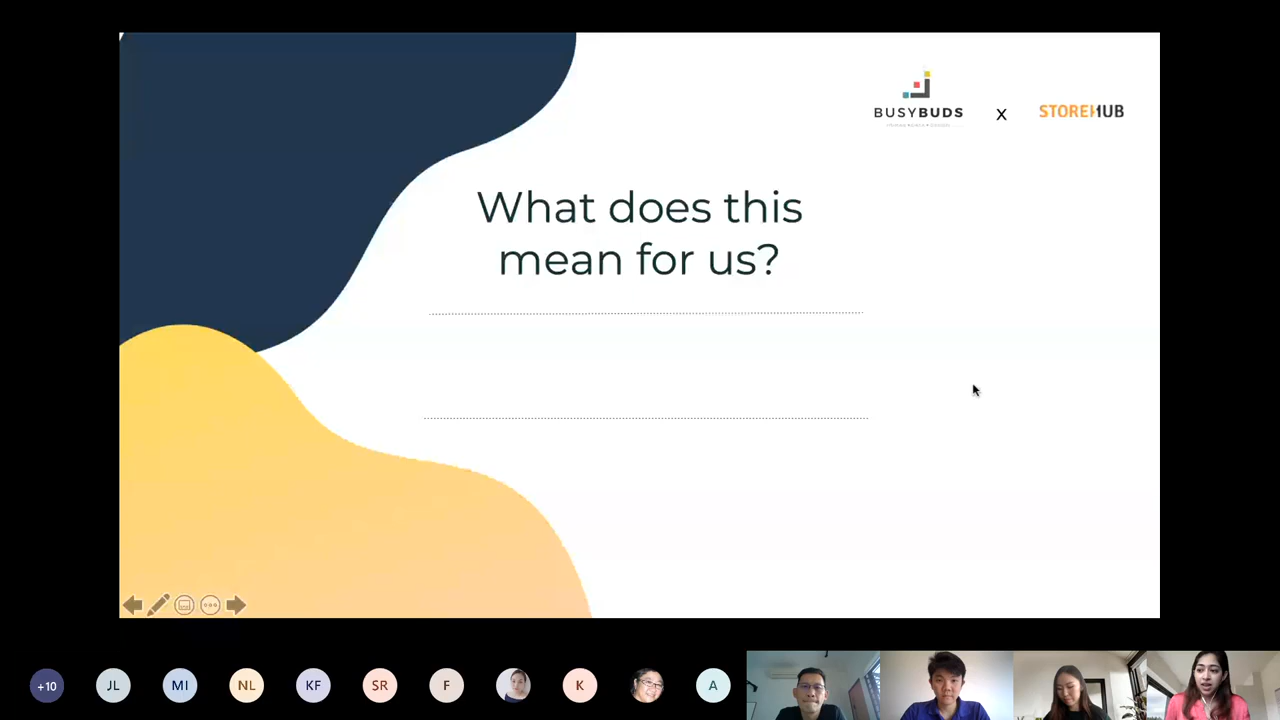 BUSYBUDS
x
STOREHUB
What does this
mean for us?
+10
JL
MI
NL
KF
SR
F
K
A